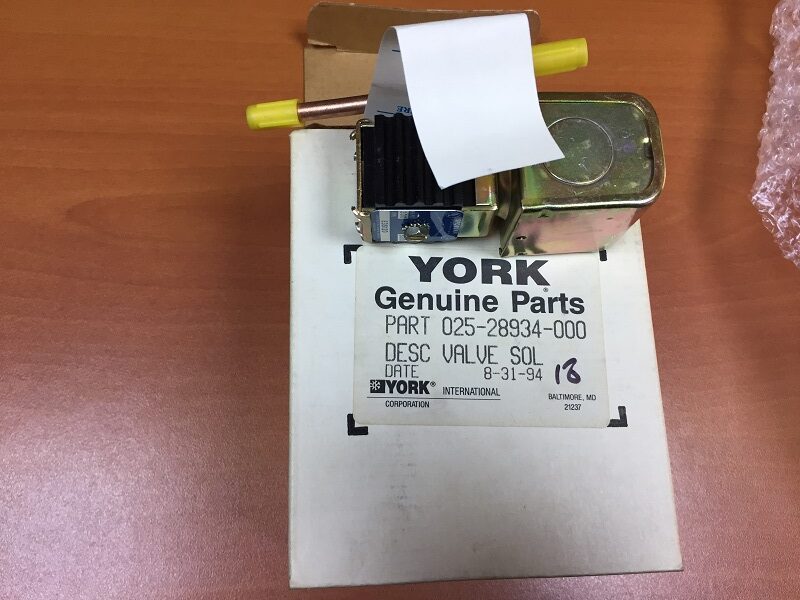 YORK®
Genuine Parts
PART 025-28934-000
DESC VALVE SOL
DATE 8-31-94 18
YORK® INTERNATIONAL
CORPORATION
BALTIMORE, MD
21237